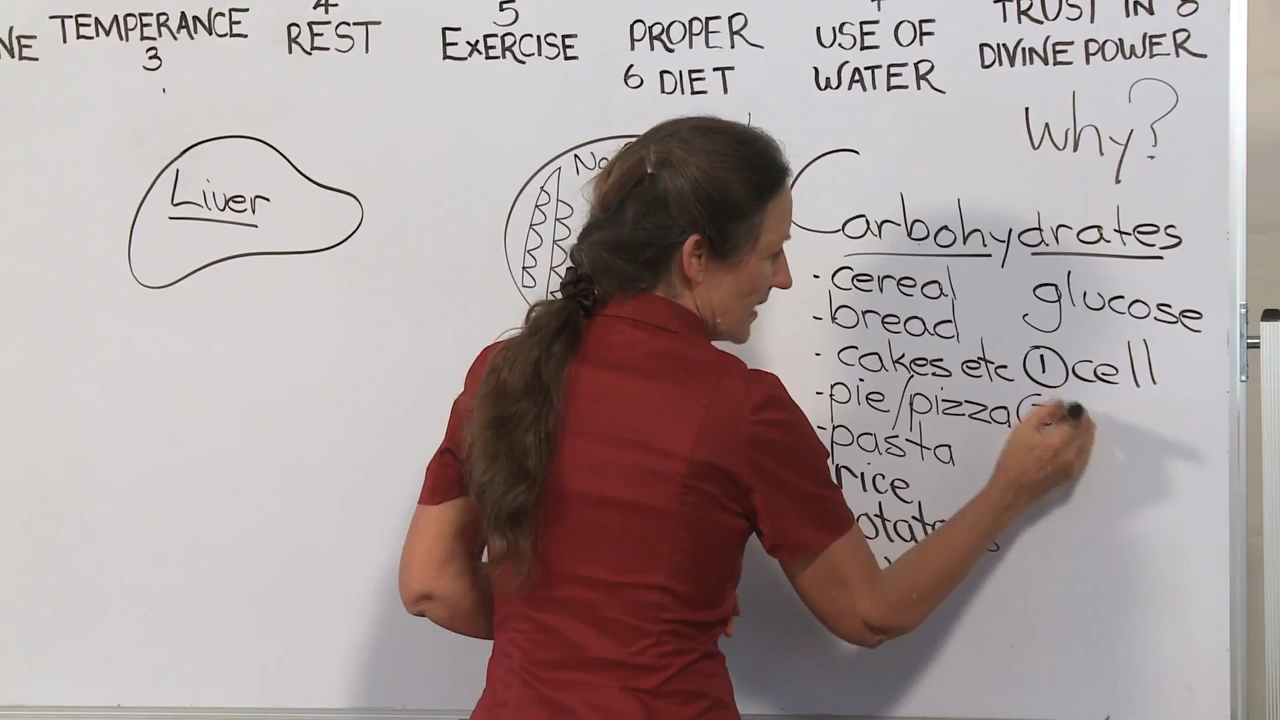 TEMPERANCE
3
4
REST
5
EXERCISE
PROPER
6 DIET
USE OF
WATER
TRUST IN 8
DIVINE POWER
Why?
Liver
Carbohydrates
- cereal
- bread
- cakes etc
- pie/pizza
- pasta
rice
glucose
① cell